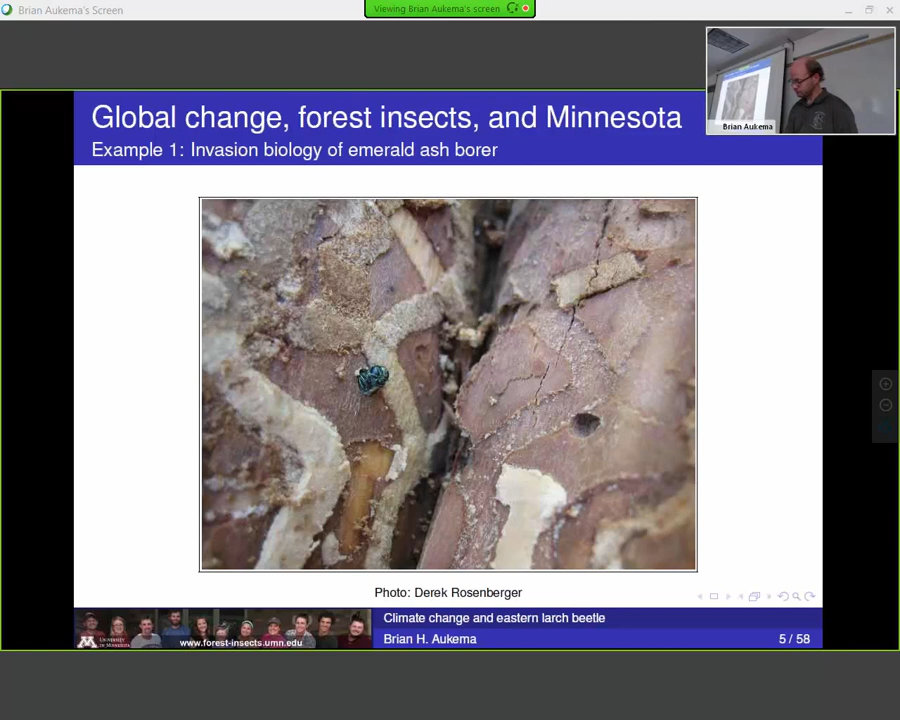 Brian Aukema's Screen
Viewing Brian Aukema's screen
Brian Aukema
Global change, forest insects, and Minnesota
Example 1: Invasion biology of emerald ash borer
Photo: Derek Rosenberger
M
UNIVERSITY
OF MINNESOTA
www.forest-insects.umn.edu
Climate change and eastern larch beetle
Brian H. Aukema
5 / 58